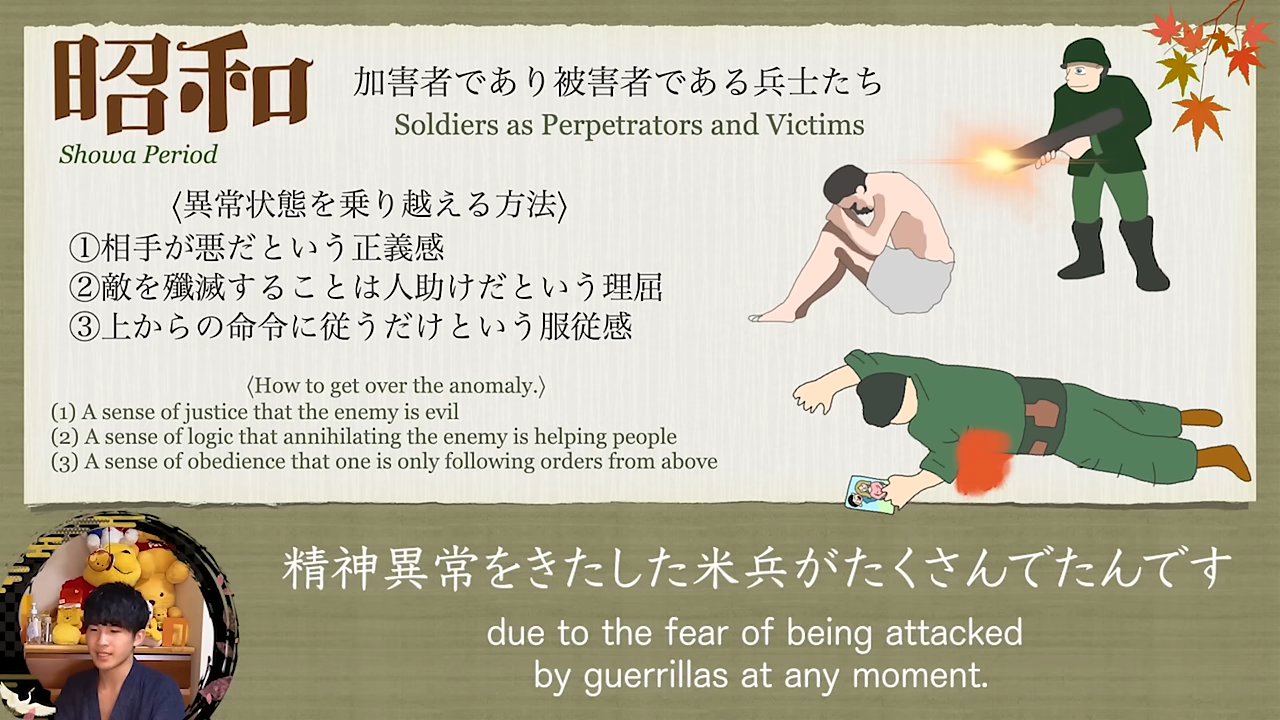 昭和
Showa Period
加害者であり被害者である兵士たち
Soldiers as Perpetrators and Victims
〈異常状態を乗り越える方法〉
①相手が悪だという正義感
②敵を殲滅することは人助けだという理屈
③上からの命令に従うだけという服従感
〈How to get over the anomaly.〉
(1) A sense of justice that the enemy is evil
(2) A sense of logic that annihilating the enemy is helping people
(3) A sense of obedience that one is only following orders from above
精神異常をきたした米兵がたくさんでたんです
due to the fear of being attacked
by guerrillas at any moment.